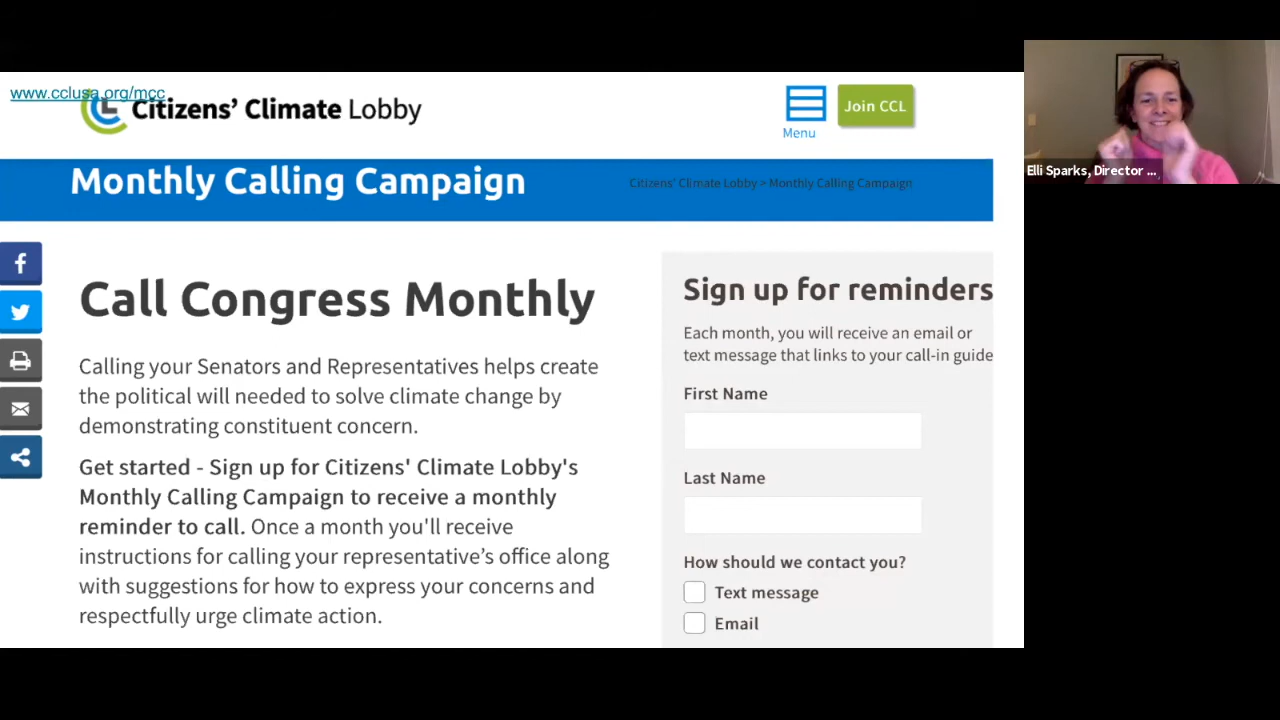 www.cclusa.org/mcc
Citizens' Climate Lobby
Menu
Join CCL
Monthly Calling Campaign
Citizens' Climate Lobby > Monthly Calling Campaign
Elli Sparks, Director ...
Call Congress Monthly
Calling your Senators and Representatives helps create
the political will needed to solve climate change by
demonstrating constituent concern.
Get started - Sign up for Citizens' Climate Lobby's
Monthly Calling Campaign to receive a monthly
reminder to call. Once a month you'll receive
instructions for calling your representative’s office along
with suggestions for how to express your concerns and
respectfully urge climate action.
Sign up for reminders
Each month, you will receive an email or
text message that links to your call-in guide
First Name
Last Name
How should we contact you?
Text message
Email